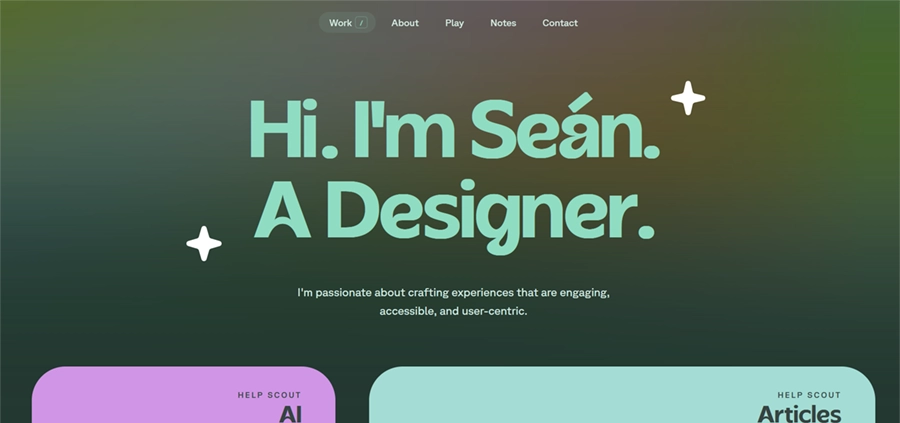 Work /
About
Play
Notes
Contact
Hi. I'm Seán.
A Designer.
I'm passionate about crafting experiences that are engaging,
accessible, and user-centric.
HELP SCOUT
AI
HELP SCOUT
Articles